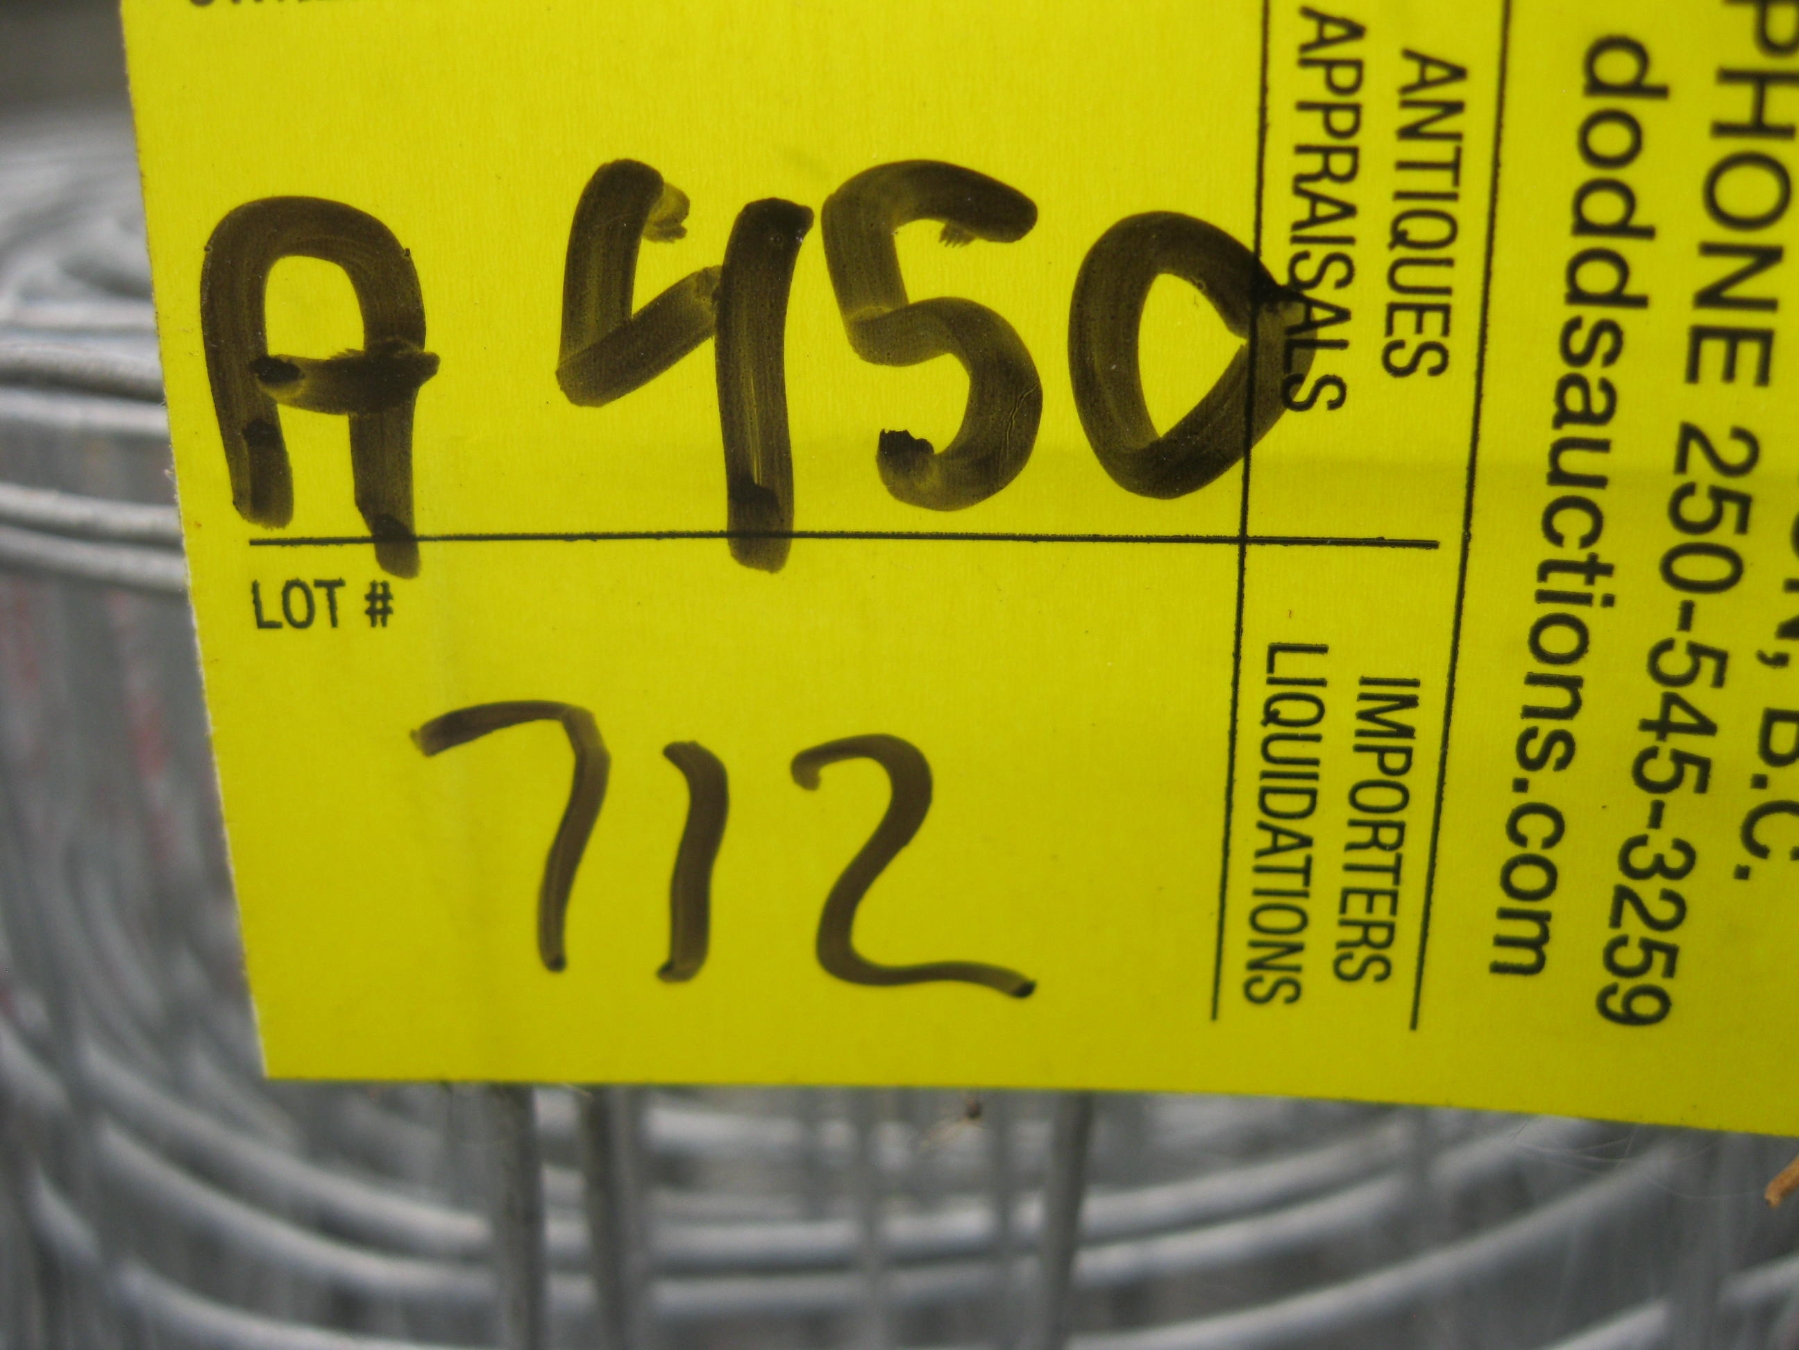 A 450
LOT #
712
ANTIQUES
APPRAISALS
IMPORTERS
LIQUIDATIONS
B.C.
PHONE 250-545-3259
doddsauctions.com